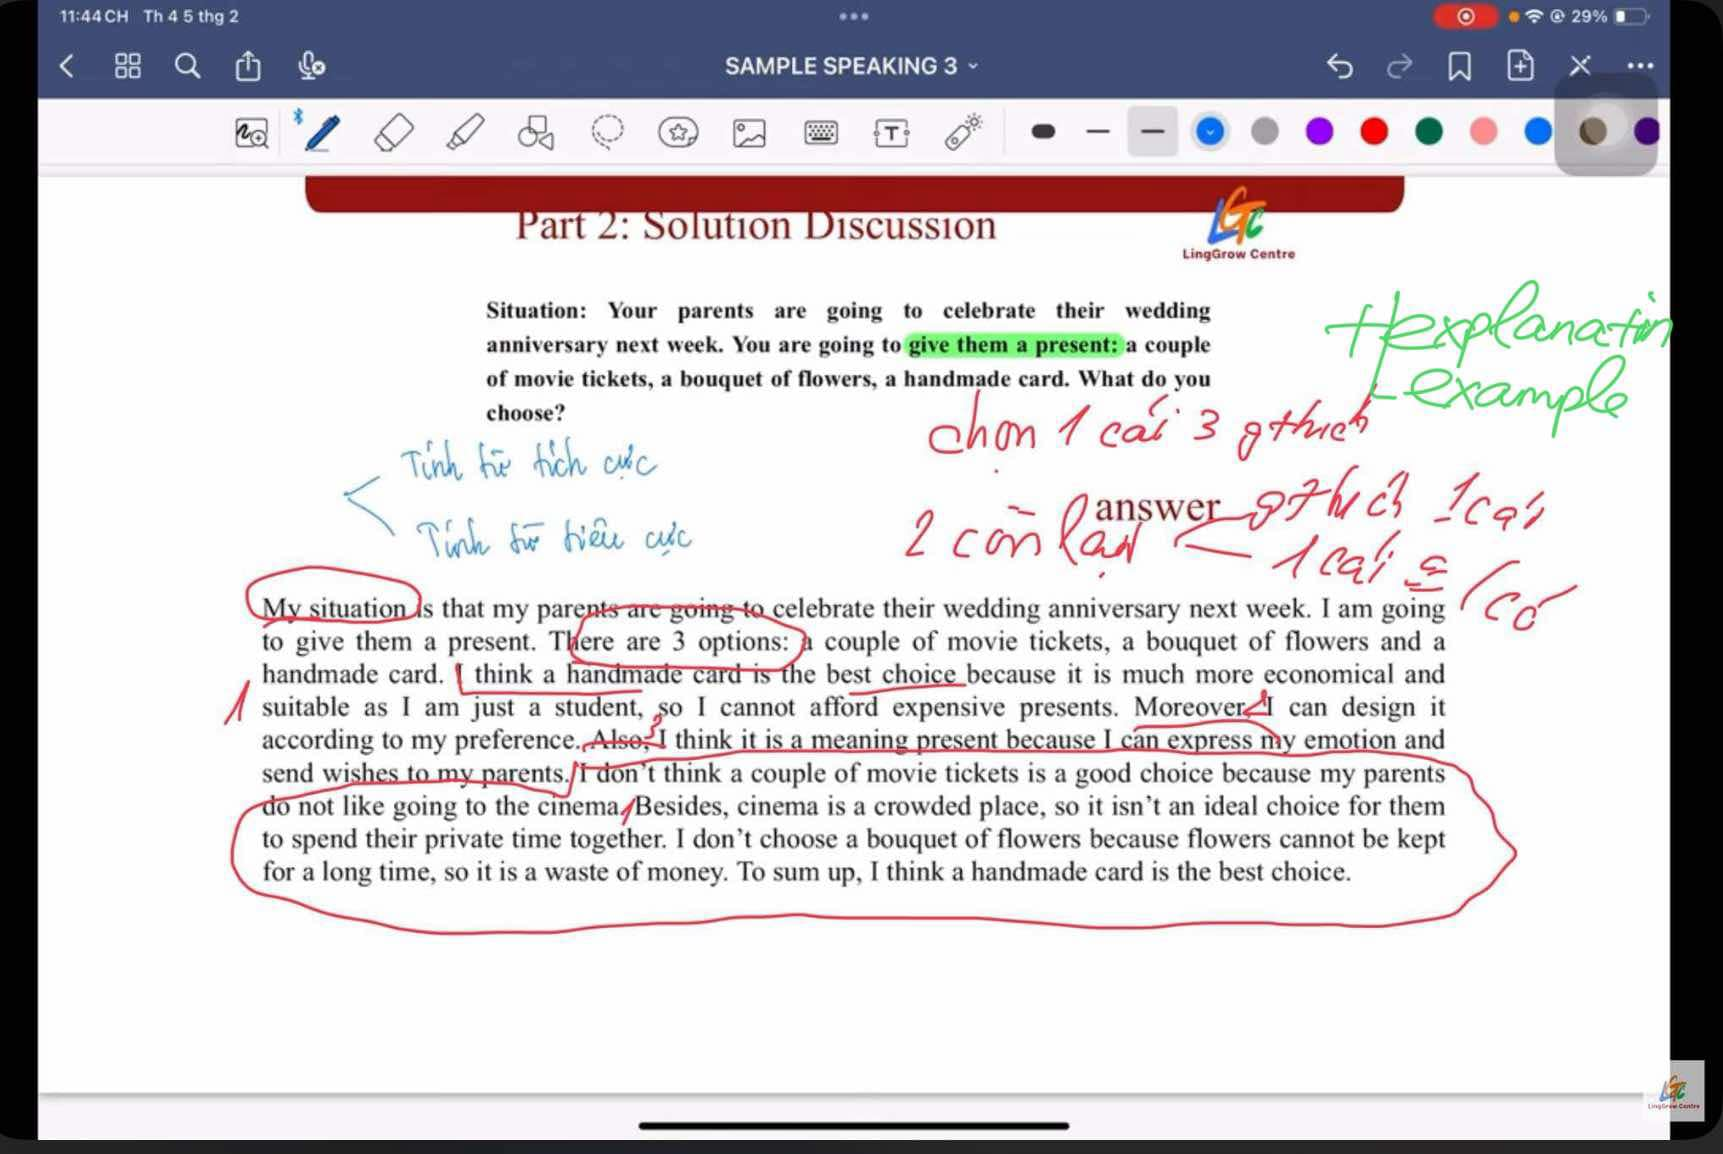 11:44 CH Th 4 5 thg 2
29%
SAMPLE SPEAKING 3
T
Part 2: Solution Discussion
LGC
LingGrow Centre
Situation: Your parents are going to celebrate their wedding
anniversary next week. You are going to give them a present: a couple
of movie tickets, a bouquet of flowers, a handmade card. What do you
choose?
+ explanation
- example
chọn 1 cái 3 gthích
Tính từ tích cực
Tính từ tiêu cực
answer
2 còn lại
gthích 1 cái
1 cái
My situation is that my parents are going to celebrate their wedding anniversary next week. I am going
to give them a present. There are 3 options: a couple of movie tickets, a bouquet of flowers and a
handmade card. I think a handmade card is the best choice because it is much more economical and
1 suitable as I am just a student, so I cannot afford expensive presents. Moreover, 2 I can design it
according to my preference. Also, 3 I think it is a meaning present because I can express my emotion and
send wishes to my parents. I don't think a couple of movie tickets is a good choice because my parents
do not like going to the cinema. Besides, cinema is a crowded place, so it isn't an ideal choice for them
to spend their private time together. I don't choose a bouquet of flowers because flowers cannot be kept
for a long time, so it is a waste of money. To sum up, I think a handmade card is the best choice.
LGC
LingGrow Centre